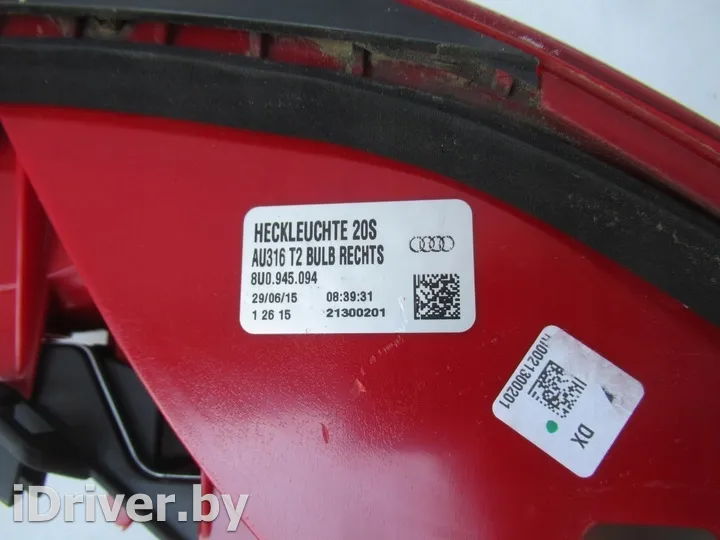 HECKLEUCHTE 20S
AU316 T2 BULB RECHTS
8U0.945.094
29/06/15 08:39:31
1 26 15 21300201
nl0021300201
DX
iDriver.by